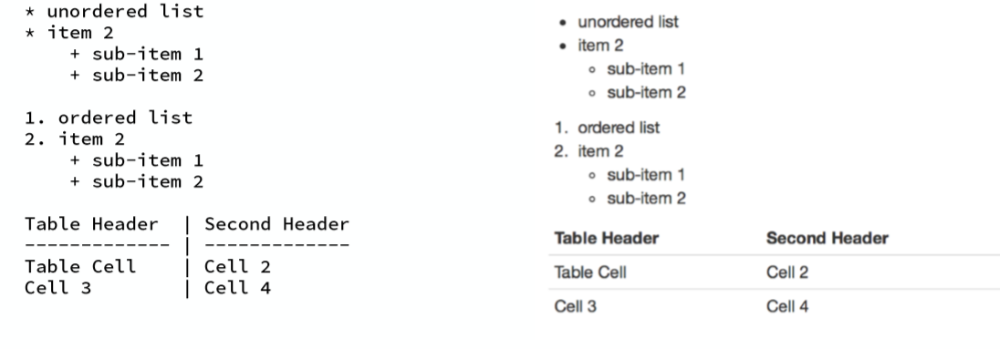 * unordered list
* item 2
    + sub-item 1
    + sub-item 2
1. ordered list
2. item 2
    + sub-item 1
    + sub-item 2
Table Header  | Second Header
------------- | -------------
Table Cell    | Cell 2
Cell 3        | Cell 4
• unordered list
• item 2
    ◦ sub-item 1
    ◦ sub-item 2
1. ordered list
2. item 2
    ◦ sub-item 1
    ◦ sub-item 2
Table Header Second Header
Table Cell Cell 2
Cell 3 Cell 4